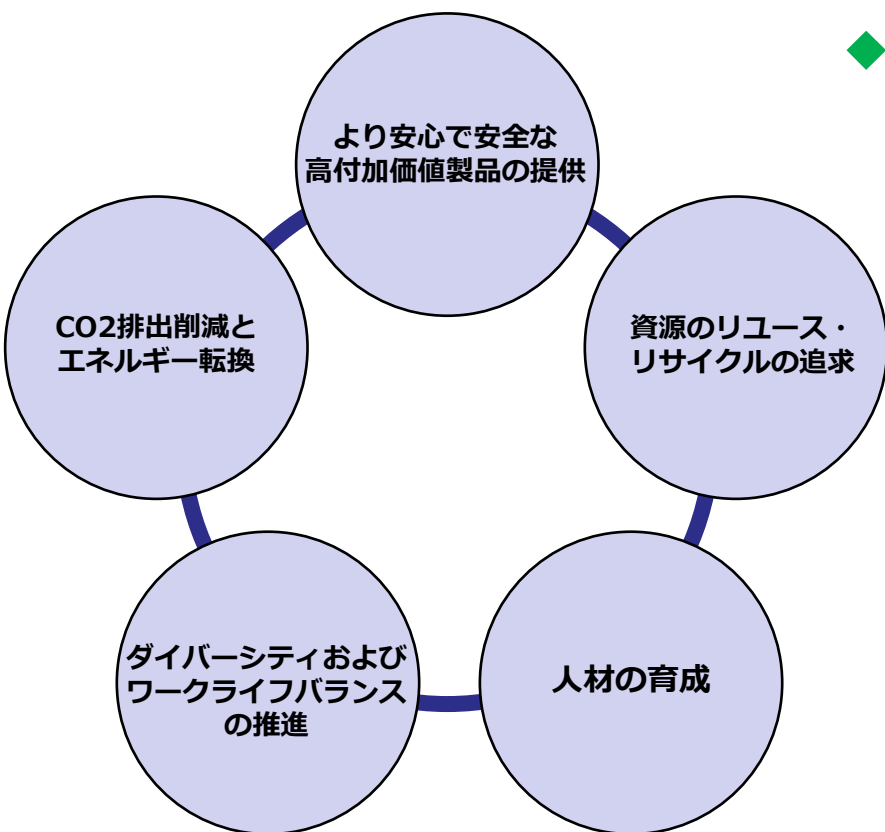 より安心で安全な
高付加価値製品の提供
資源のリユース・
リサイクルの追求
人材の育成
ダイバーシティおよび
ワークライフバランス
の推進
CO2排出削減と
エネルギー転換